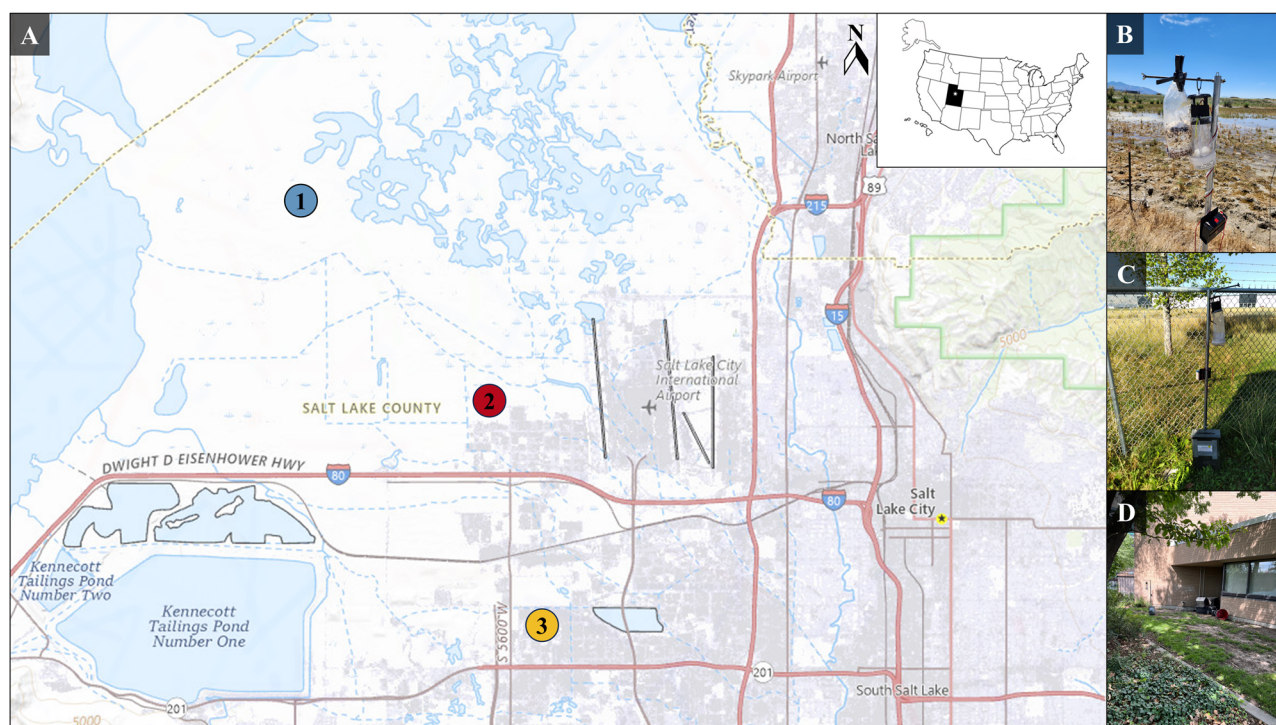 A
N
B
Skypark Airport
North Sa
Lak
89
1
215
15
5000
Salt Lake City
International
Airport
C
2
SALT LAKE COUNTY
DWIGHT D EISENHOWER HWY
80
80
Salt
Lake City
D
Kennecott
Tailings Pond
Number Two
Kennecott
Tailings Pond
Number One
S 5600 W
3
201
201
South Salt Lake
5000